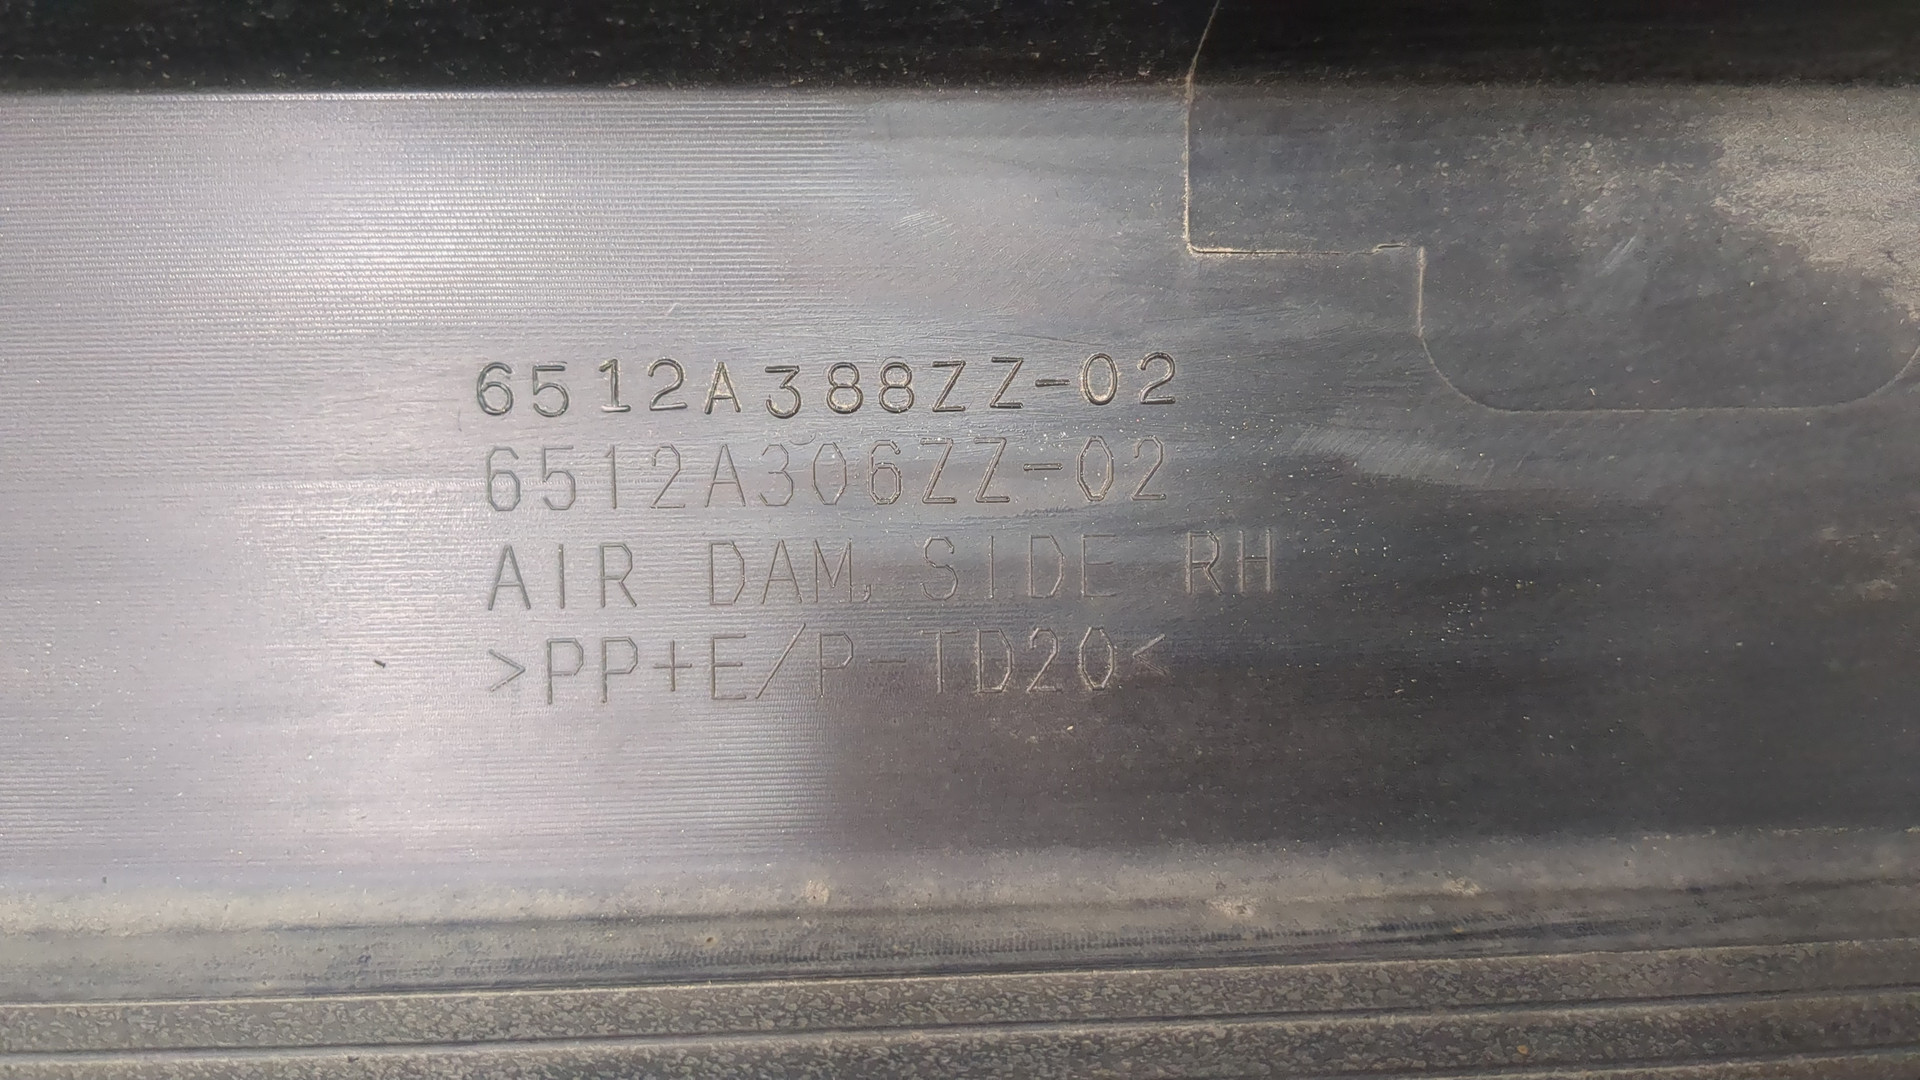 6512A388ZZ-02
6512A306ZZ-02
AIR DAM, SIDE RH
>PP+E/P-TD20<